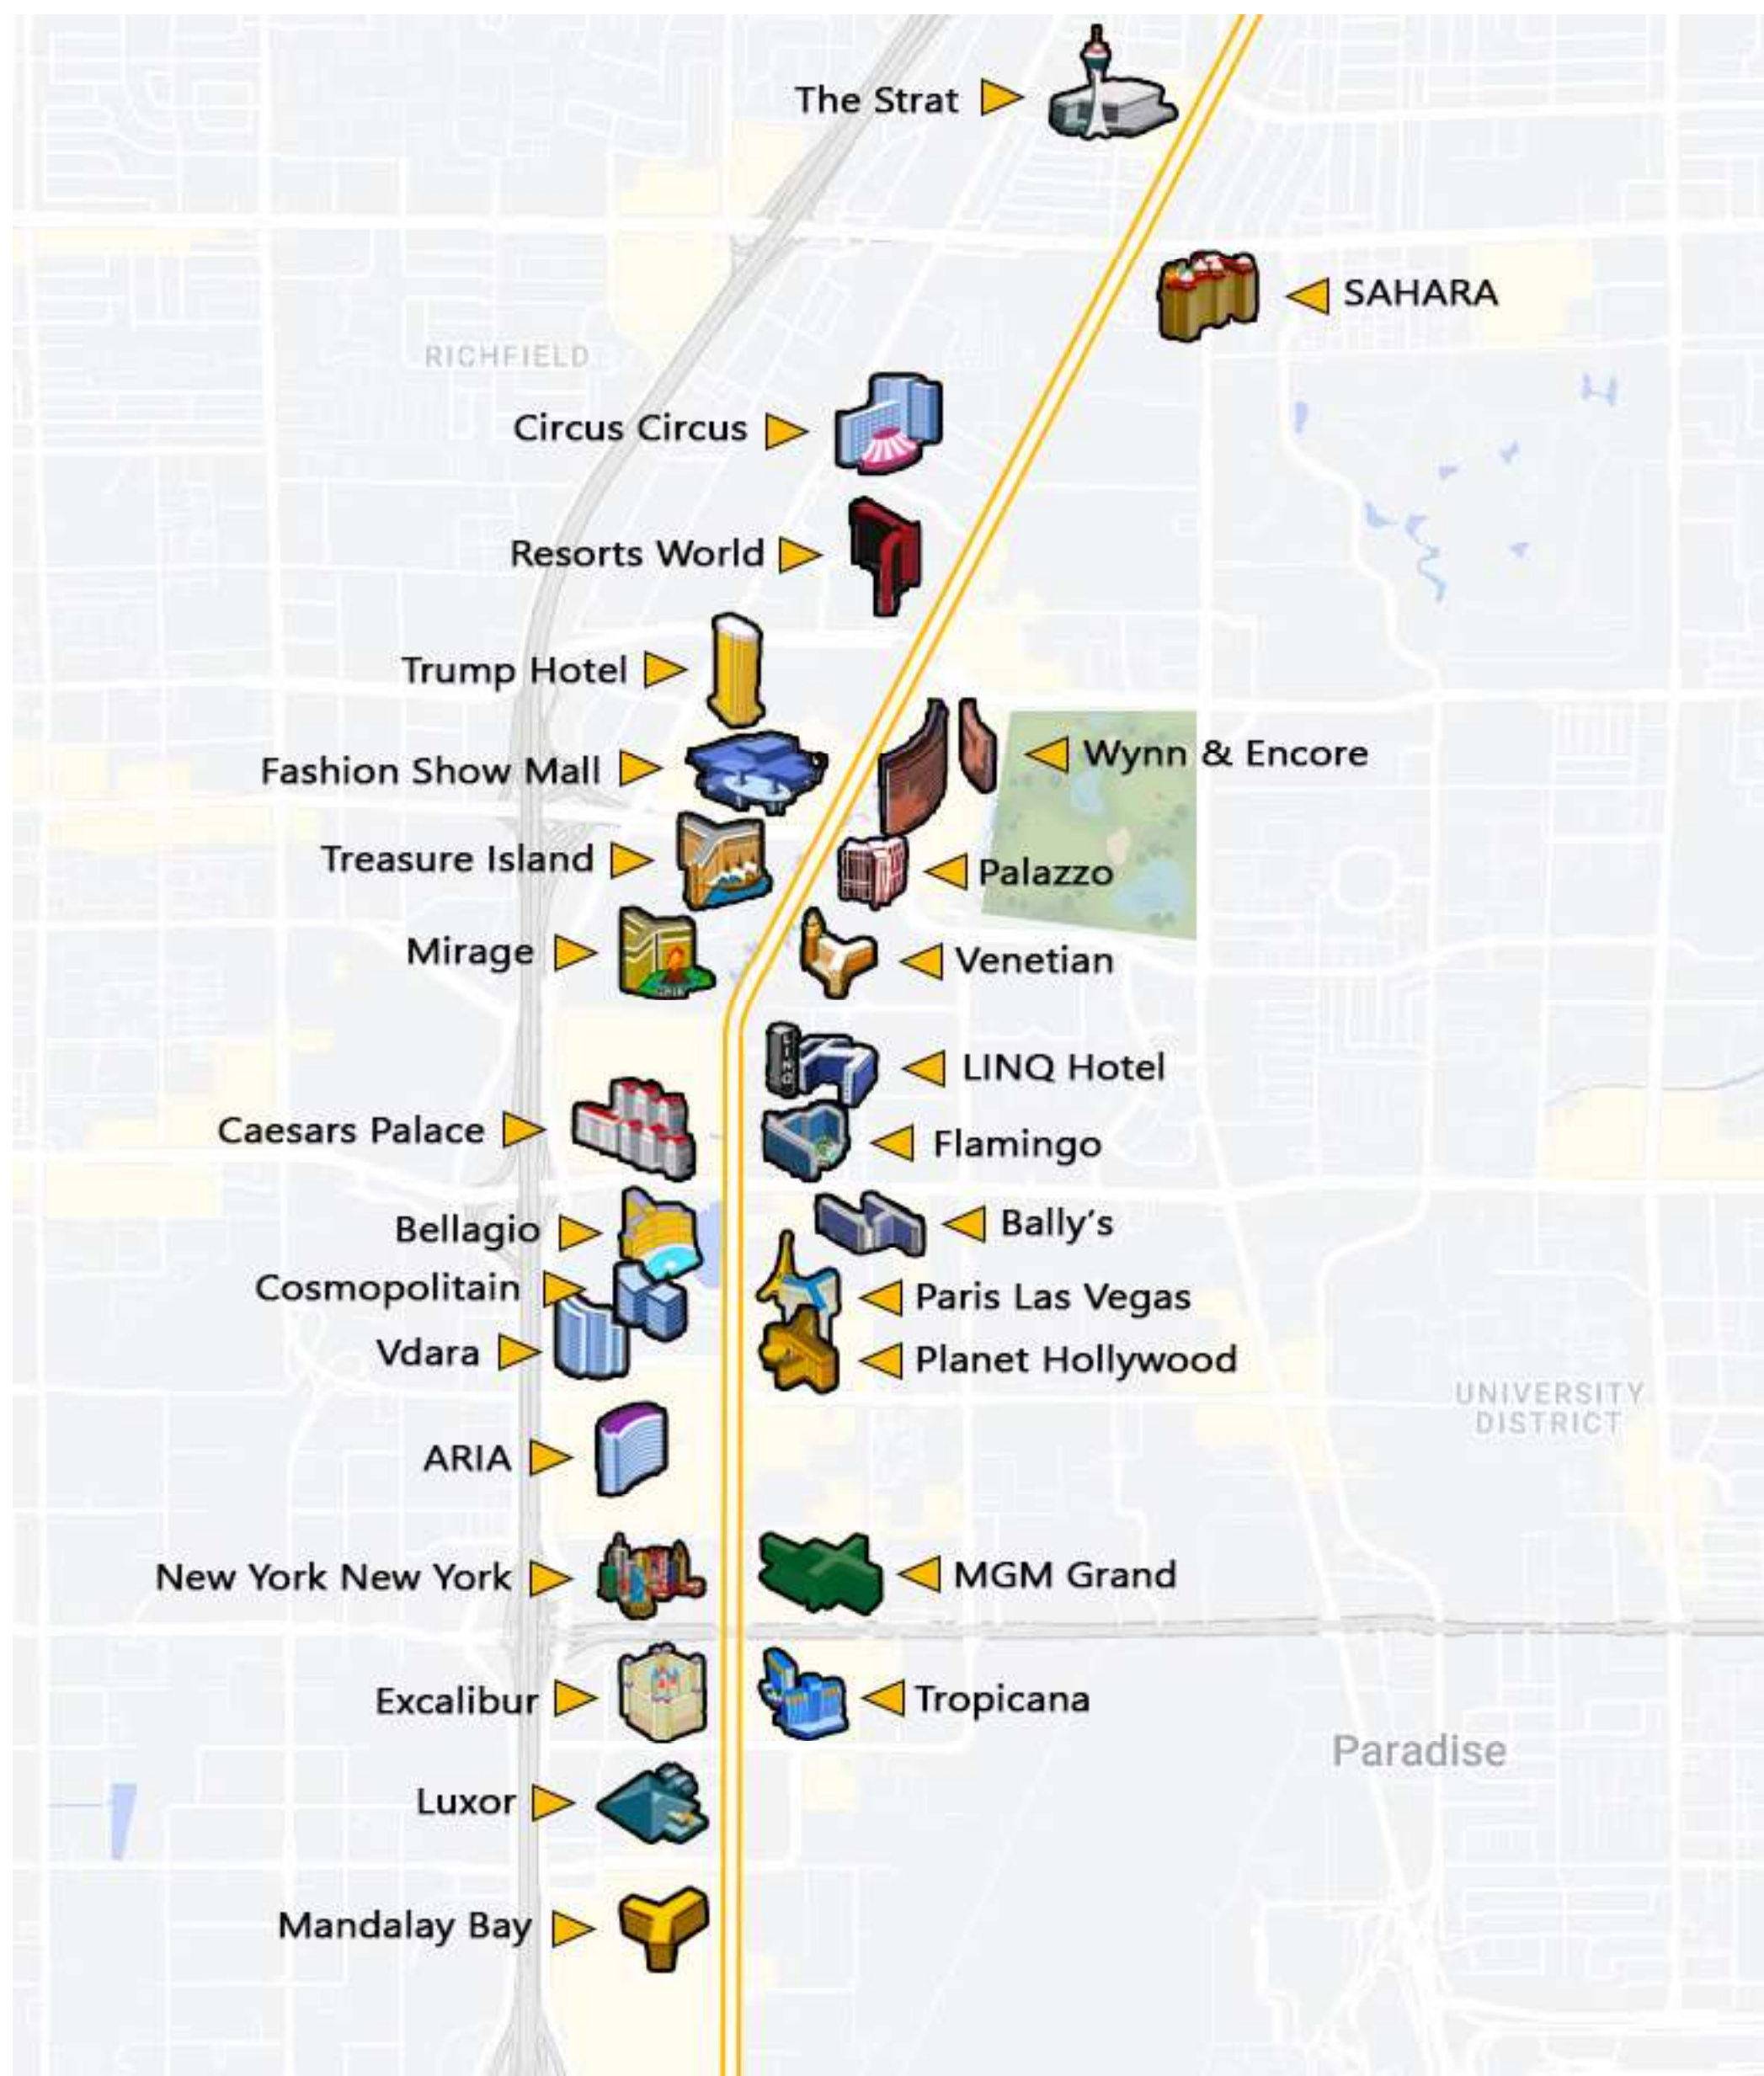 The Strat
SAHARA
RICHFIELD
Circus Circus
Resorts World
Trump Hotel
Wynn & Encore
Fashion Show Mall
Treasure Island
Palazzo
Mirage
Venetian
LINQ Hotel
Caesars Palace
Flamingo
Bellagio
Bally's
Cosmopolitain
Paris Las Vegas
Vdara
Planet Hollywood
UNIVERSITY
DISTRICT
ARIA
New York New York
MGM Grand
Excalibur
Tropicana
Paradise
Luxor
Mandalay Bay